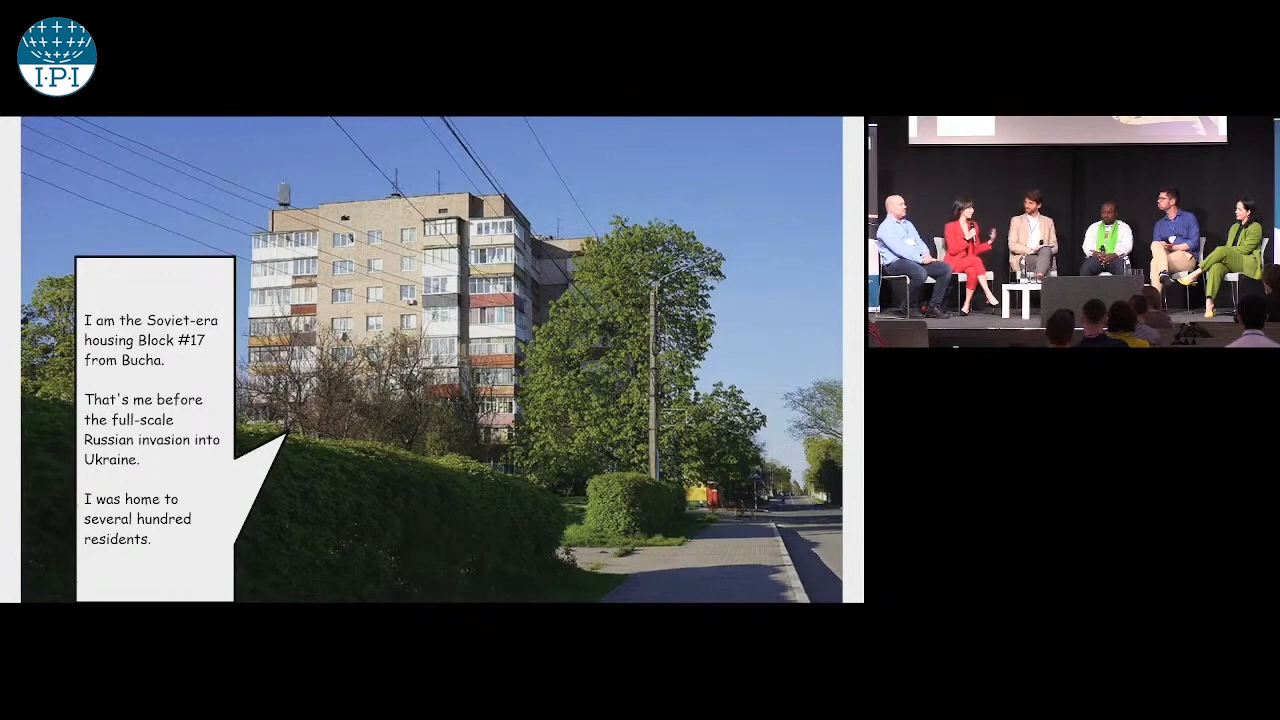 I·P·I
I am the Soviet-era
housing Block #17
from Bucha.
That's me before
the full-scale
Russian invasion into
Ukraine.
I was home to
several hundred
residents.